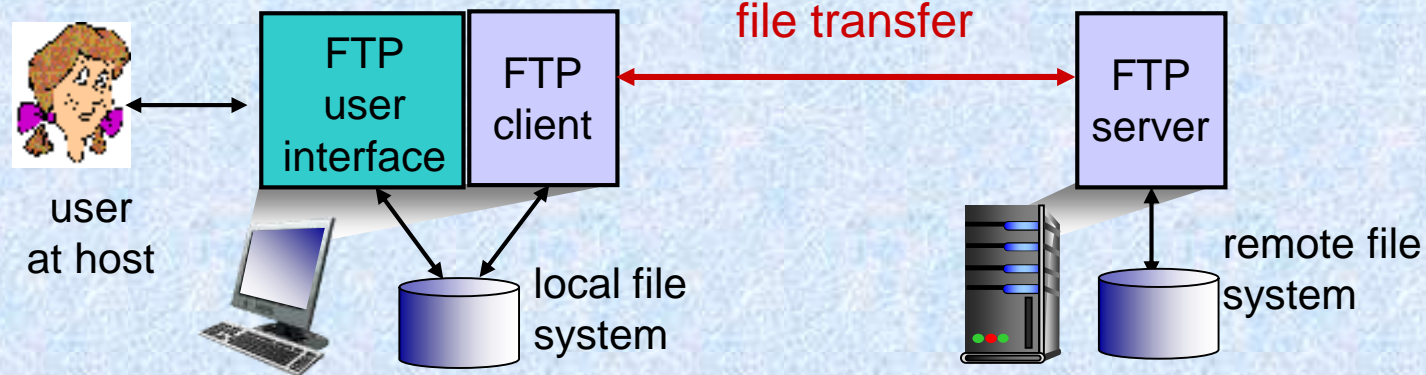 file transfer
FTP
user
interface
FTP
client
FTP
server
user
at host
local file
system
remote file
system